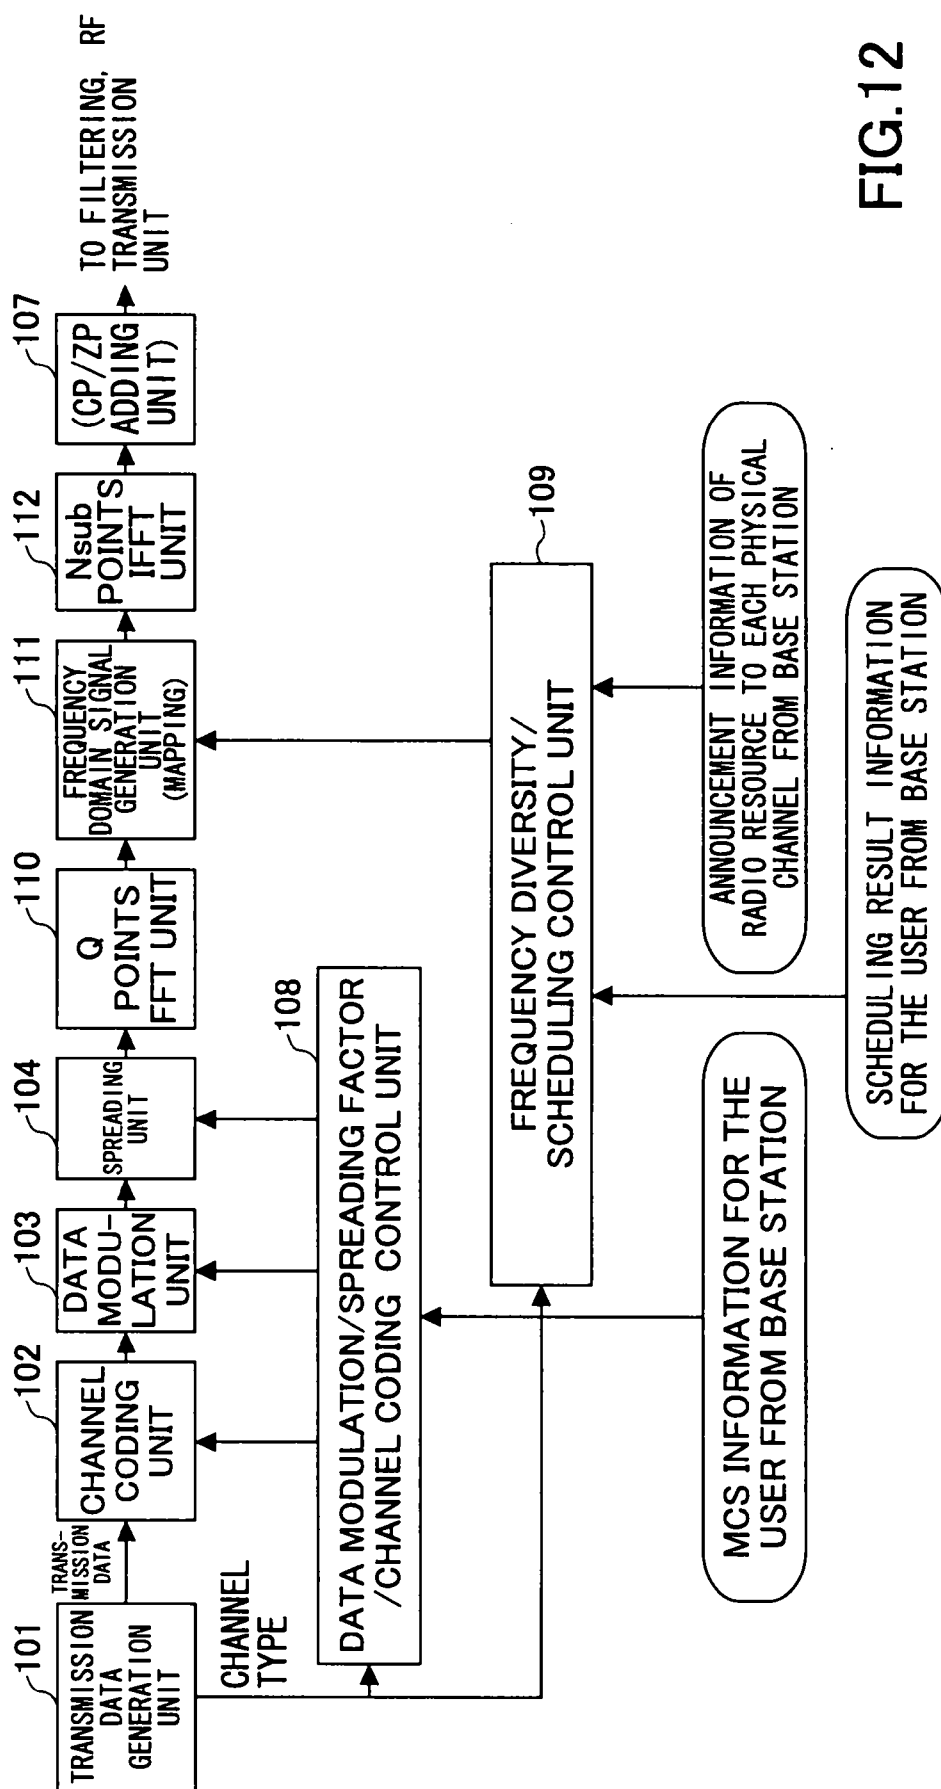 101
TRANSMISSION
DATA
GENERATION
UNIT
TRANS-
MISSION
DATA
102
CHANNEL
CODING
UNIT
103
DATA
MODU-
LATION
UNIT
104
SPREADING
UNIT
110
Q
POINTS
FFT UNIT
111
FREQUENCY
DOMAIN SIGNAL
GENERATION
UNIT
(MAPPING)
112
Nsub
POINTS
IFFT
UNIT
107
(CP/ZP
ADDING
UNIT)
TO FILTERING, RF
TRANSMISSION
UNIT
CHANNEL
TYPE
108
DATA MODULATION/SPREADING FACTOR
/CHANNEL CODING CONTROL UNIT
109
FREQUENCY DIVERSITY/
SCHEDULING CONTROL UNIT
MCS INFORMATION FOR THE
USER FROM BASE STATION
ANNOUNCEMENT INFORMATION OF
RADIO RESOURCE TO EACH PHYSICAL
CHANNEL FROM BASE STATION
SCHEDULING RESULT INFORMATION
FOR THE USER FROM BASE STATION
FIG.12